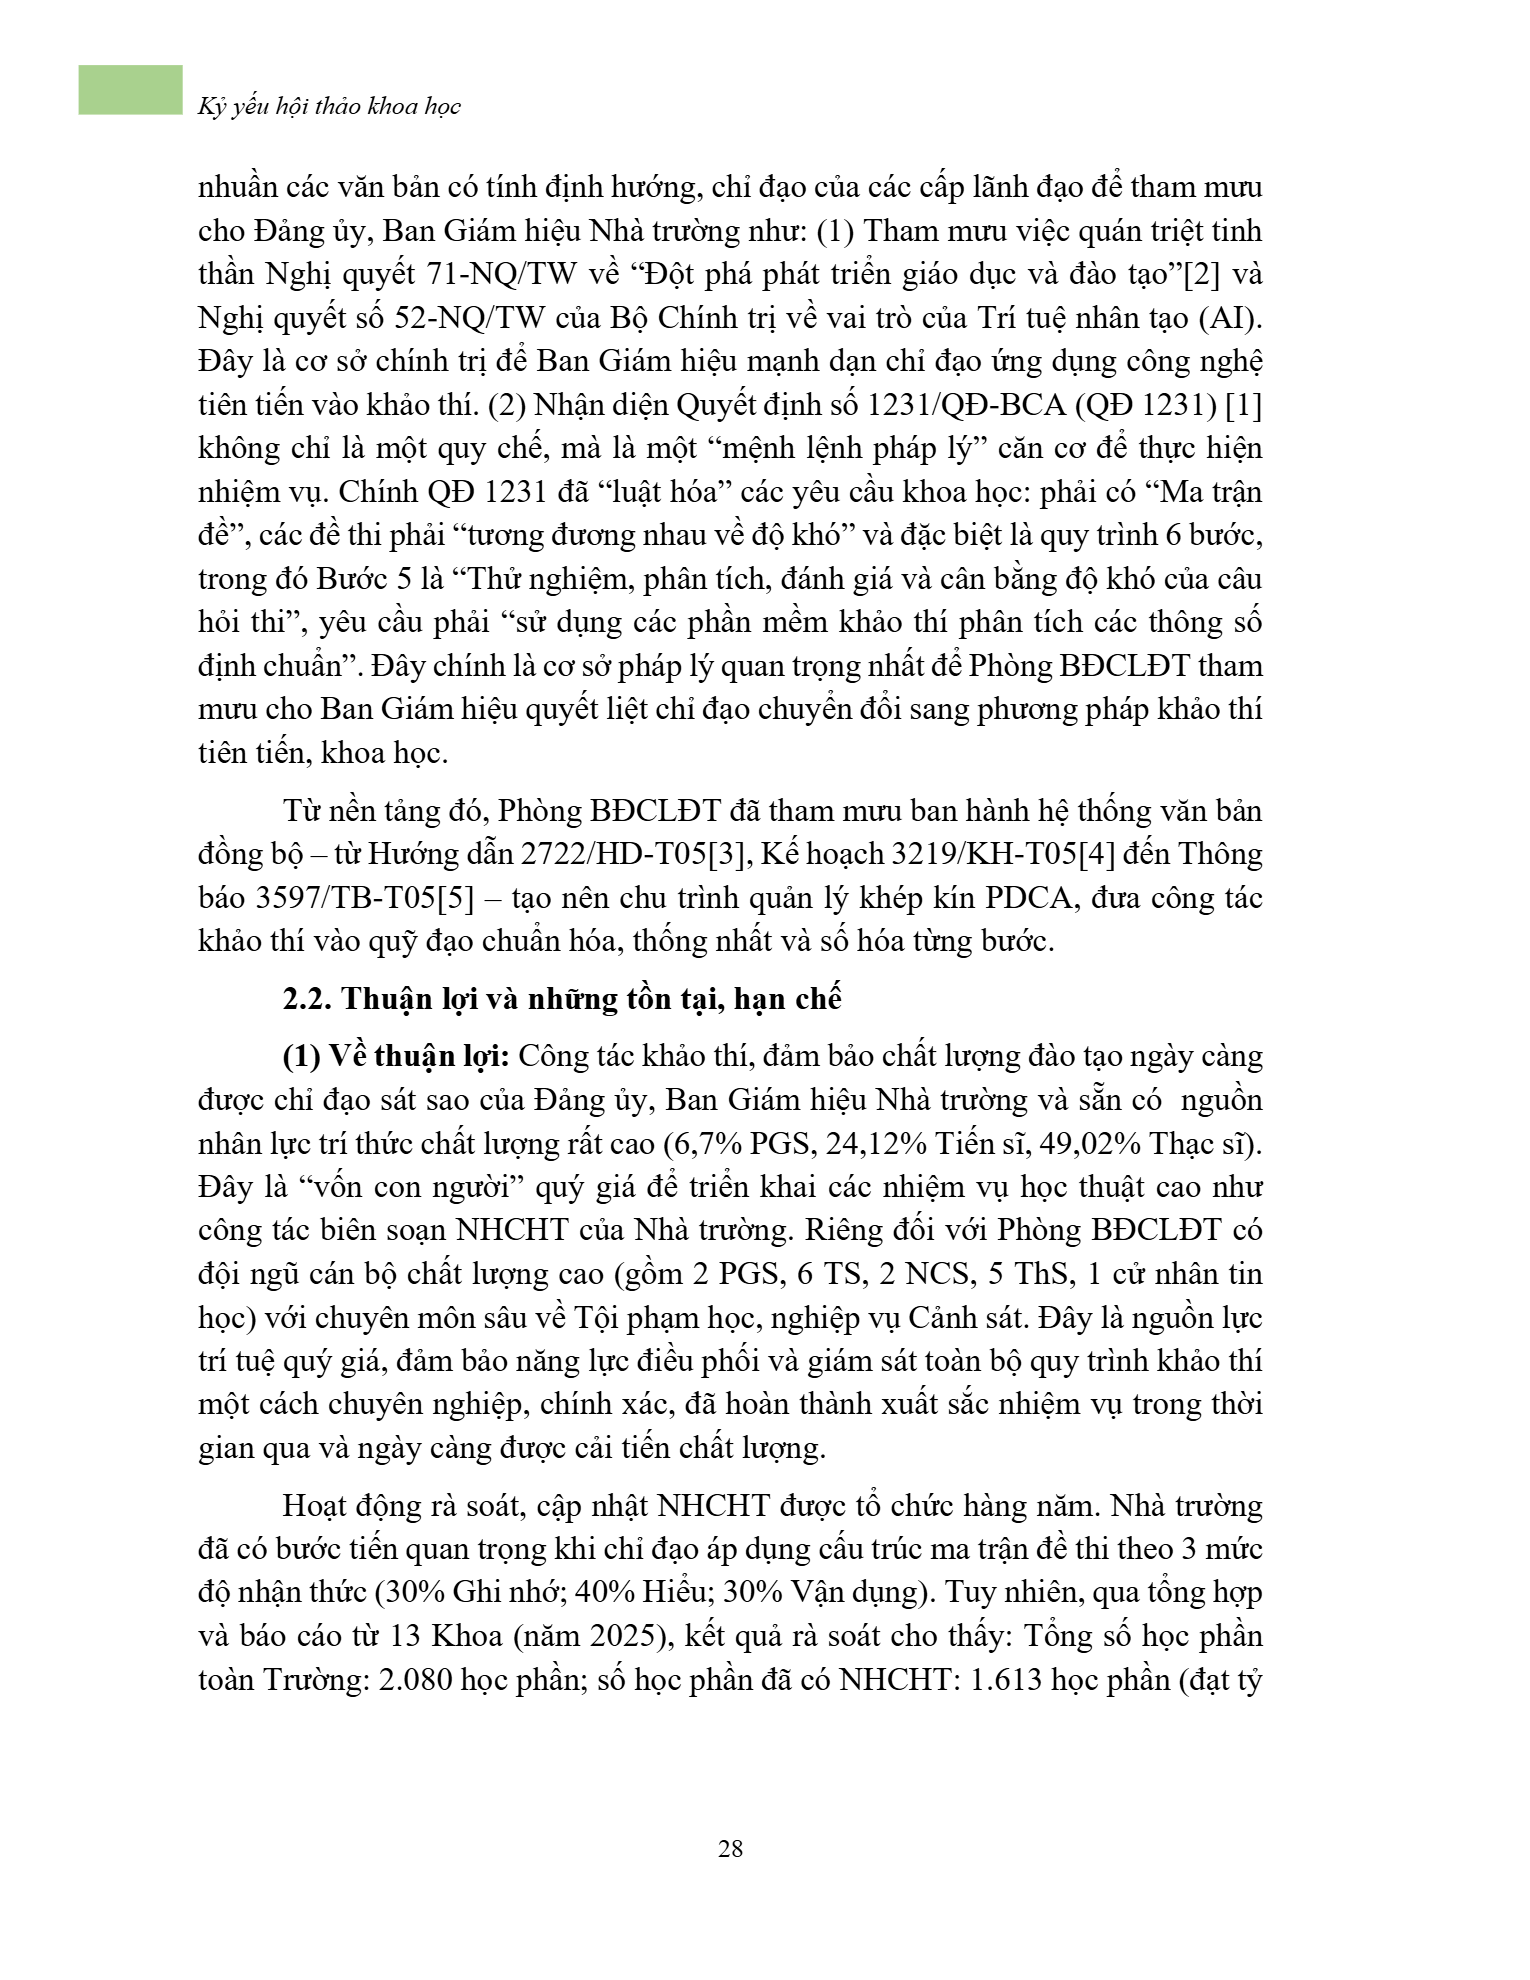 Kỷ yếu hội thảo khoa học
nhuần các văn bản có tính định hướng, chỉ đạo của các cấp lãnh đạo để tham mưu
cho Đảng ủy, Ban Giám hiệu Nhà trường như: (1) Tham mưu việc quán triệt tinh
thần Nghị quyết 71-NQ/TW về “Đột phá phát triển giáo dục và đào tạo”[2] và
Nghị quyết số 52-NQ/TW của Bộ Chính trị về vai trò của Trí tuệ nhân tạo (AI).
Đây là cơ sở chính trị để Ban Giám hiệu mạnh dạn chỉ đạo ứng dụng công nghệ
tiên tiến vào khảo thí. (2) Nhận diện Quyết định số 1231/QĐ-BCA (QĐ 1231) [1]
không chỉ là một quy chế, mà là một “mệnh lệnh pháp lý” căn cơ để thực hiện
nhiệm vụ. Chính QĐ 1231 đã “luật hóa” các yêu cầu khoa học: phải có “Ma trận
đề”, các đề thi phải “tương đương nhau về độ khó” và đặc biệt là quy trình 6 bước,
trong đó Bước 5 là “Thử nghiệm, phân tích, đánh giá và cân bằng độ khó của câu
hỏi thi”, yêu cầu phải “sử dụng các phần mềm khảo thí phân tích các thông số
định chuẩn”. Đây chính là cơ sở pháp lý quan trọng nhất để Phòng BĐCLĐT tham
mưu cho Ban Giám hiệu quyết liệt chỉ đạo chuyển đổi sang phương pháp khảo thí
tiên tiến, khoa học.
Từ nền tảng đó, Phòng BĐCLĐT đã tham mưu ban hành hệ thống văn bản
đồng bộ – từ Hướng dẫn 2722/HD-T05[3], Kế hoạch 3219/KH-T05[4] đến Thông
báo 3597/TB-T05[5] – tạo nên chu trình quản lý khép kín PDCA, đưa công tác
khảo thí vào quỹ đạo chuẩn hóa, thống nhất và số hóa từng bước.
2.2. Thuận lợi và những tồn tại, hạn chế
(1) Về thuận lợi: Công tác khảo thí, đảm bảo chất lượng đào tạo ngày càng
được chỉ đạo sát sao của Đảng ủy, Ban Giám hiệu Nhà trường và sẵn có nguồn
nhân lực trí thức chất lượng rất cao (6,7% PGS, 24,12% Tiến sĩ, 49,02% Thạc sĩ).
Đây là “vốn con người” quý giá để triển khai các nhiệm vụ học thuật cao như
công tác biên soạn NHCHT của Nhà trường. Riêng đối với Phòng BĐCLĐT có
đội ngũ cán bộ chất lượng cao (gồm 2 PGS, 6 TS, 2 NCS, 5 ThS, 1 cử nhân tin
học) với chuyên môn sâu về Tội phạm học, nghiệp vụ Cảnh sát. Đây là nguồn lực
trí tuệ quý giá, đảm bảo năng lực điều phối và giám sát toàn bộ quy trình khảo thí
một cách chuyên nghiệp, chính xác, đã hoàn thành xuất sắc nhiệm vụ trong thời
gian qua và ngày càng được cải tiến chất lượng.
Hoạt động rà soát, cập nhật NHCHT được tổ chức hàng năm. Nhà trường
đã có bước tiến quan trọng khi chỉ đạo áp dụng cấu trúc ma trận đề thi theo 3 mức
độ nhận thức (30% Ghi nhớ; 40% Hiểu; 30% Vận dụng). Tuy nhiên, qua tổng hợp
và báo cáo từ 13 Khoa (năm 2025), kết quả rà soát cho thấy: Tổng số học phần
toàn Trường: 2.080 học phần; số học phần đã có NHCHT: 1.613 học phần (đạt tỷ
28